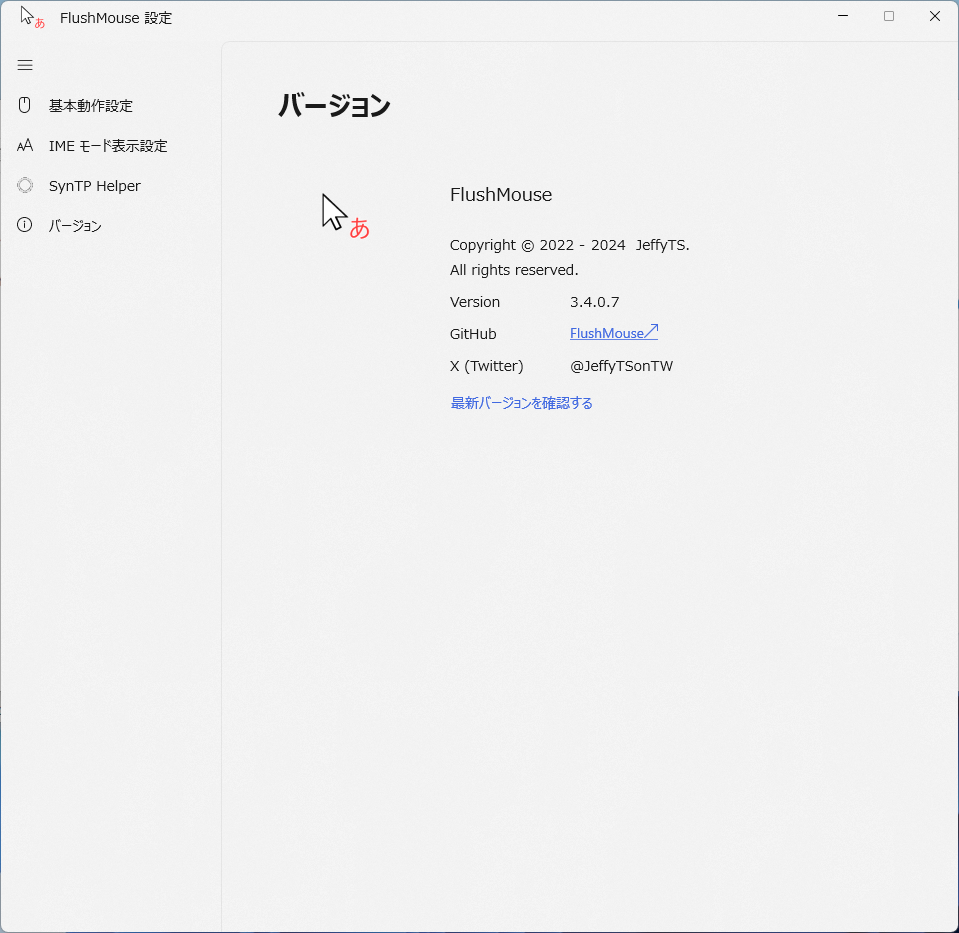 あ FlushMouse 設定
基本動作設定
IME モード表示設定
SynTP Helper
バージョン
バージョン
あ
FlushMouse
Copyright © 2022 - 2024 JeffyTS.
All rights reserved.
Version 3.4.0.7
GitHub FlushMouse
X (Twitter) @JeffyTSonTW
最新バージョンを確認する